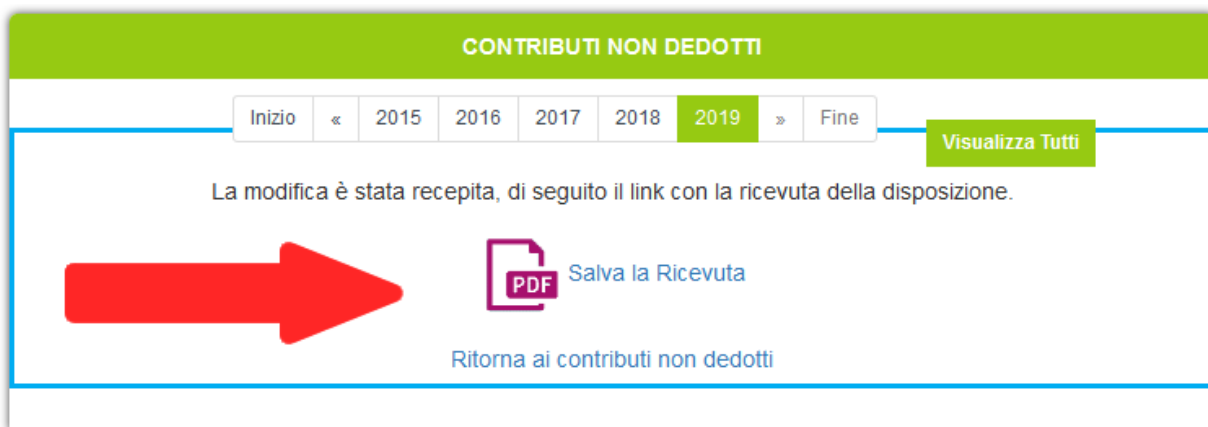 CONTRIBUTI NON DEDOTTI
Inizio « 2015 2016 2017 2018 2019 » Fine
Visualizza Tutti
La modifica è stata recepita, di seguito il link con la ricevuta della disposizione.
PDF Salva la Ricevuta
Ritorna ai contributi non dedotti